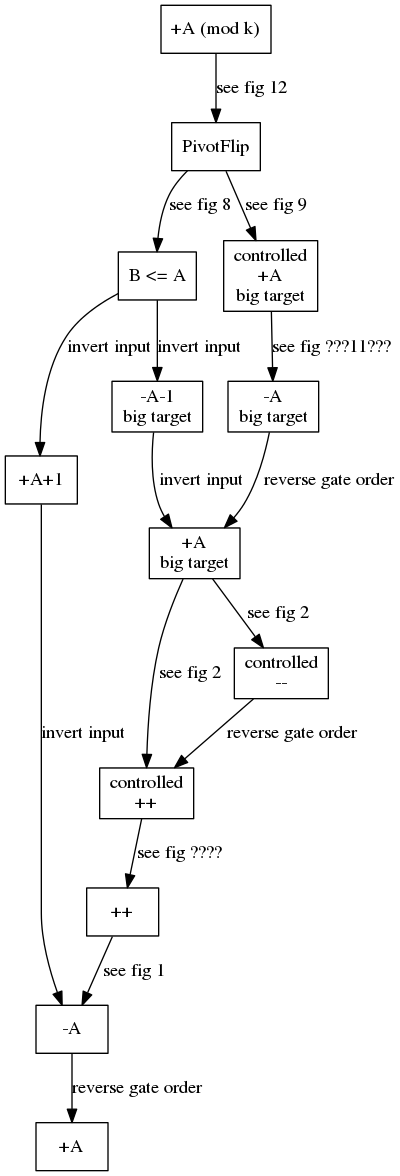 +A (mod k)
see fig 12
PivotFlip
see fig 8
see fig 9
B <= A
controlled
+A
big target
invert input
invert input
see fig ???11???
-A-1
big target
-A
big target
+A+1
invert input
reverse gate order
+A
big target
see fig 2
see fig 2
controlled
--
invert input
reverse gate order
controlled
++
see fig ????
++
see fig 1
-A
reverse gate order
+A